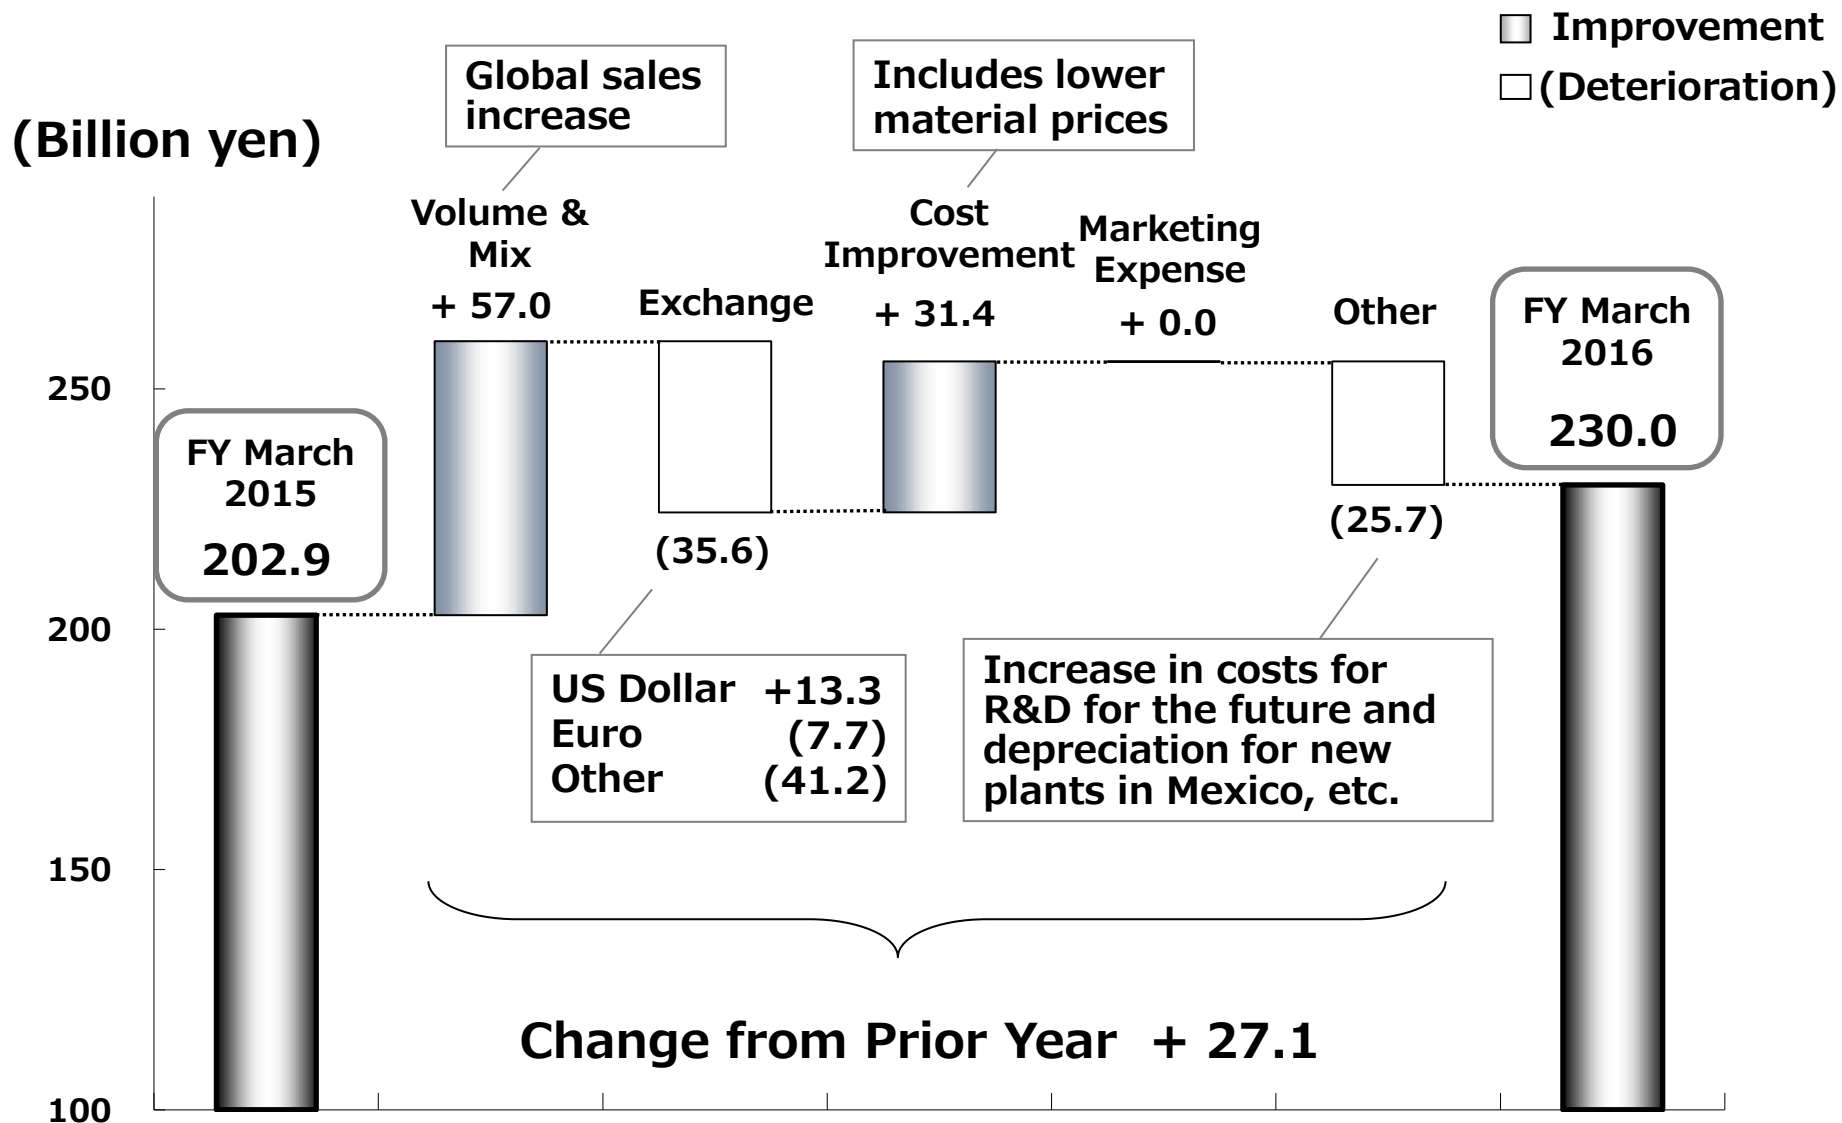 Improvement
(Deterioration)
(Billion yen)
Global sales
increase
Includes lower
material prices
Volume &
Mix
+ 57.0
Exchange
Cost
Improvement
+ 31.4
Marketing
Expense
+ 0.0
Other
FY March
2016
230.0
250
FY March
2015
202.9
(35.6)
(25.7)
200
US Dollar +13.3
Euro (7.7)
Other (41.2)
Increase in costs for
R&D for the future and
depreciation for new
plants in Mexico, etc.
150
Change from Prior Year + 27.1
100